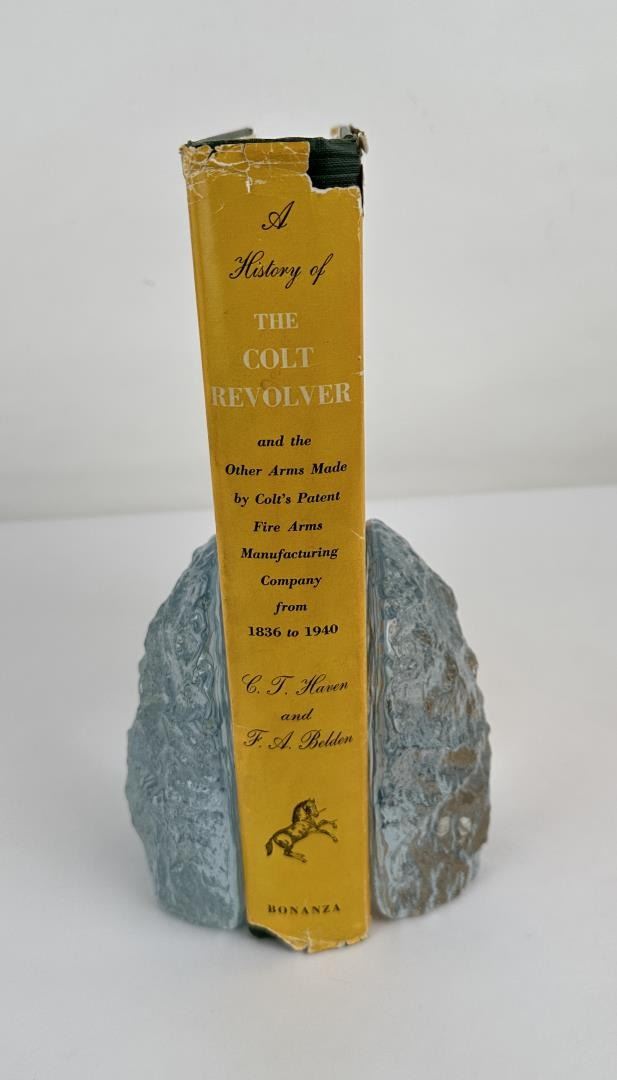 A
History of
THE
COLT
REVOLVER
and the
Other Arms Made
by Colt's Patent
Fire Arms
Manufacturing
Company
from
1836 to 1940
C. T. Haven
and
F. A. Belden
BONANZA